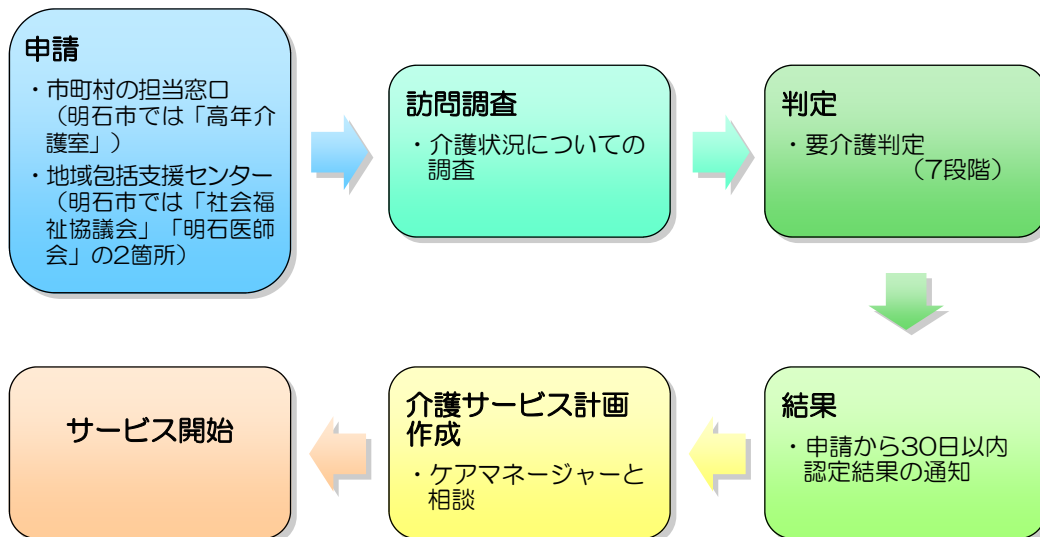 申請
・市町村の担当窓口
（明石市では「高年介
護室」）
・地域包括支援センター
（明石市では「社会福
祉協議会」「明石医師
会」の2箇所）
訪問調査
・介護状況についての
調査
判定
・要介護判定
（7段階）
結果
・申請から30日以内
認定結果の通知
介護サービス計画
作成
・ケアマネージャーと
相談
サービス開始